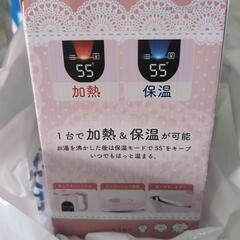 55° 55°
加熱 保温
1台で加熱&保温が可能
お湯を沸かした後は保温モードで55°をキープ
いつでもほっと温まる。